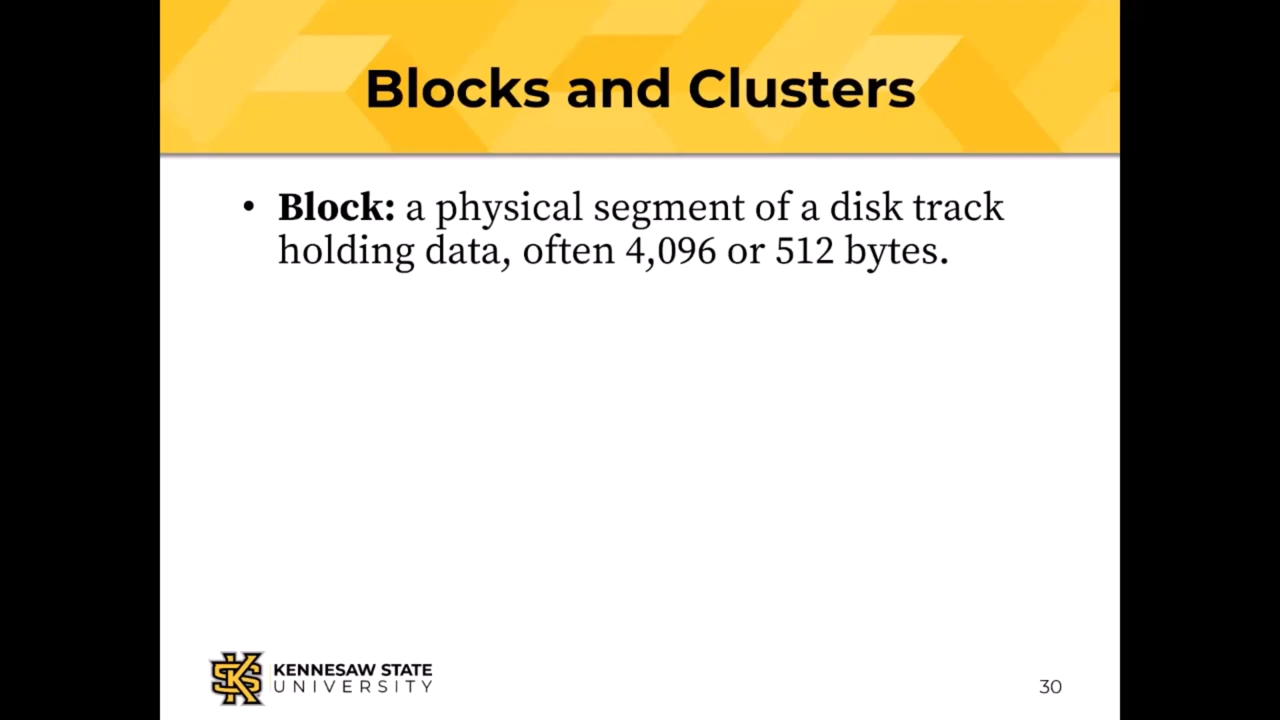 Blocks and Clusters
• Block: a physical segment of a disk track
holding data, often 4,096 or 512 bytes.
KENNESAW STATE
UNIVERSITY
30